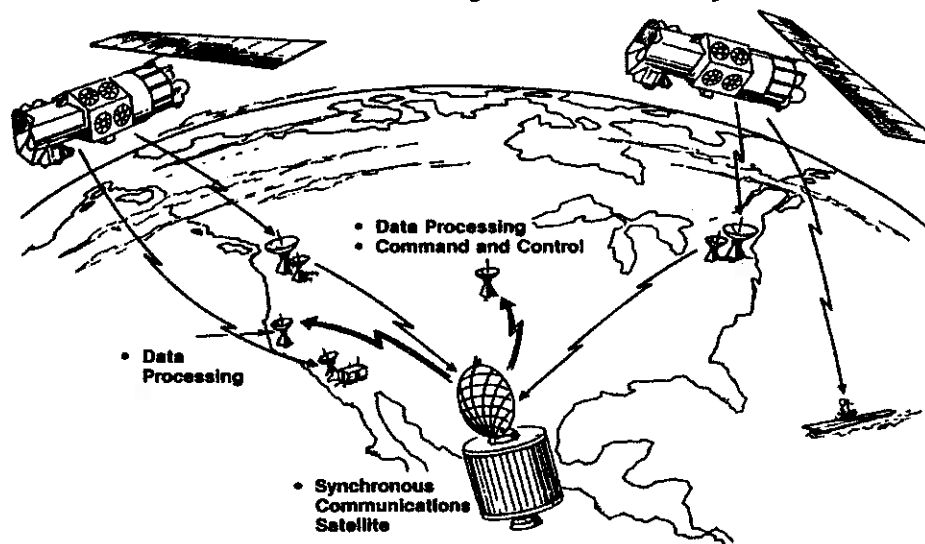 • Data Processing
• Command and Control
• Data
Processing
• Synchronous
Communications
Satellite